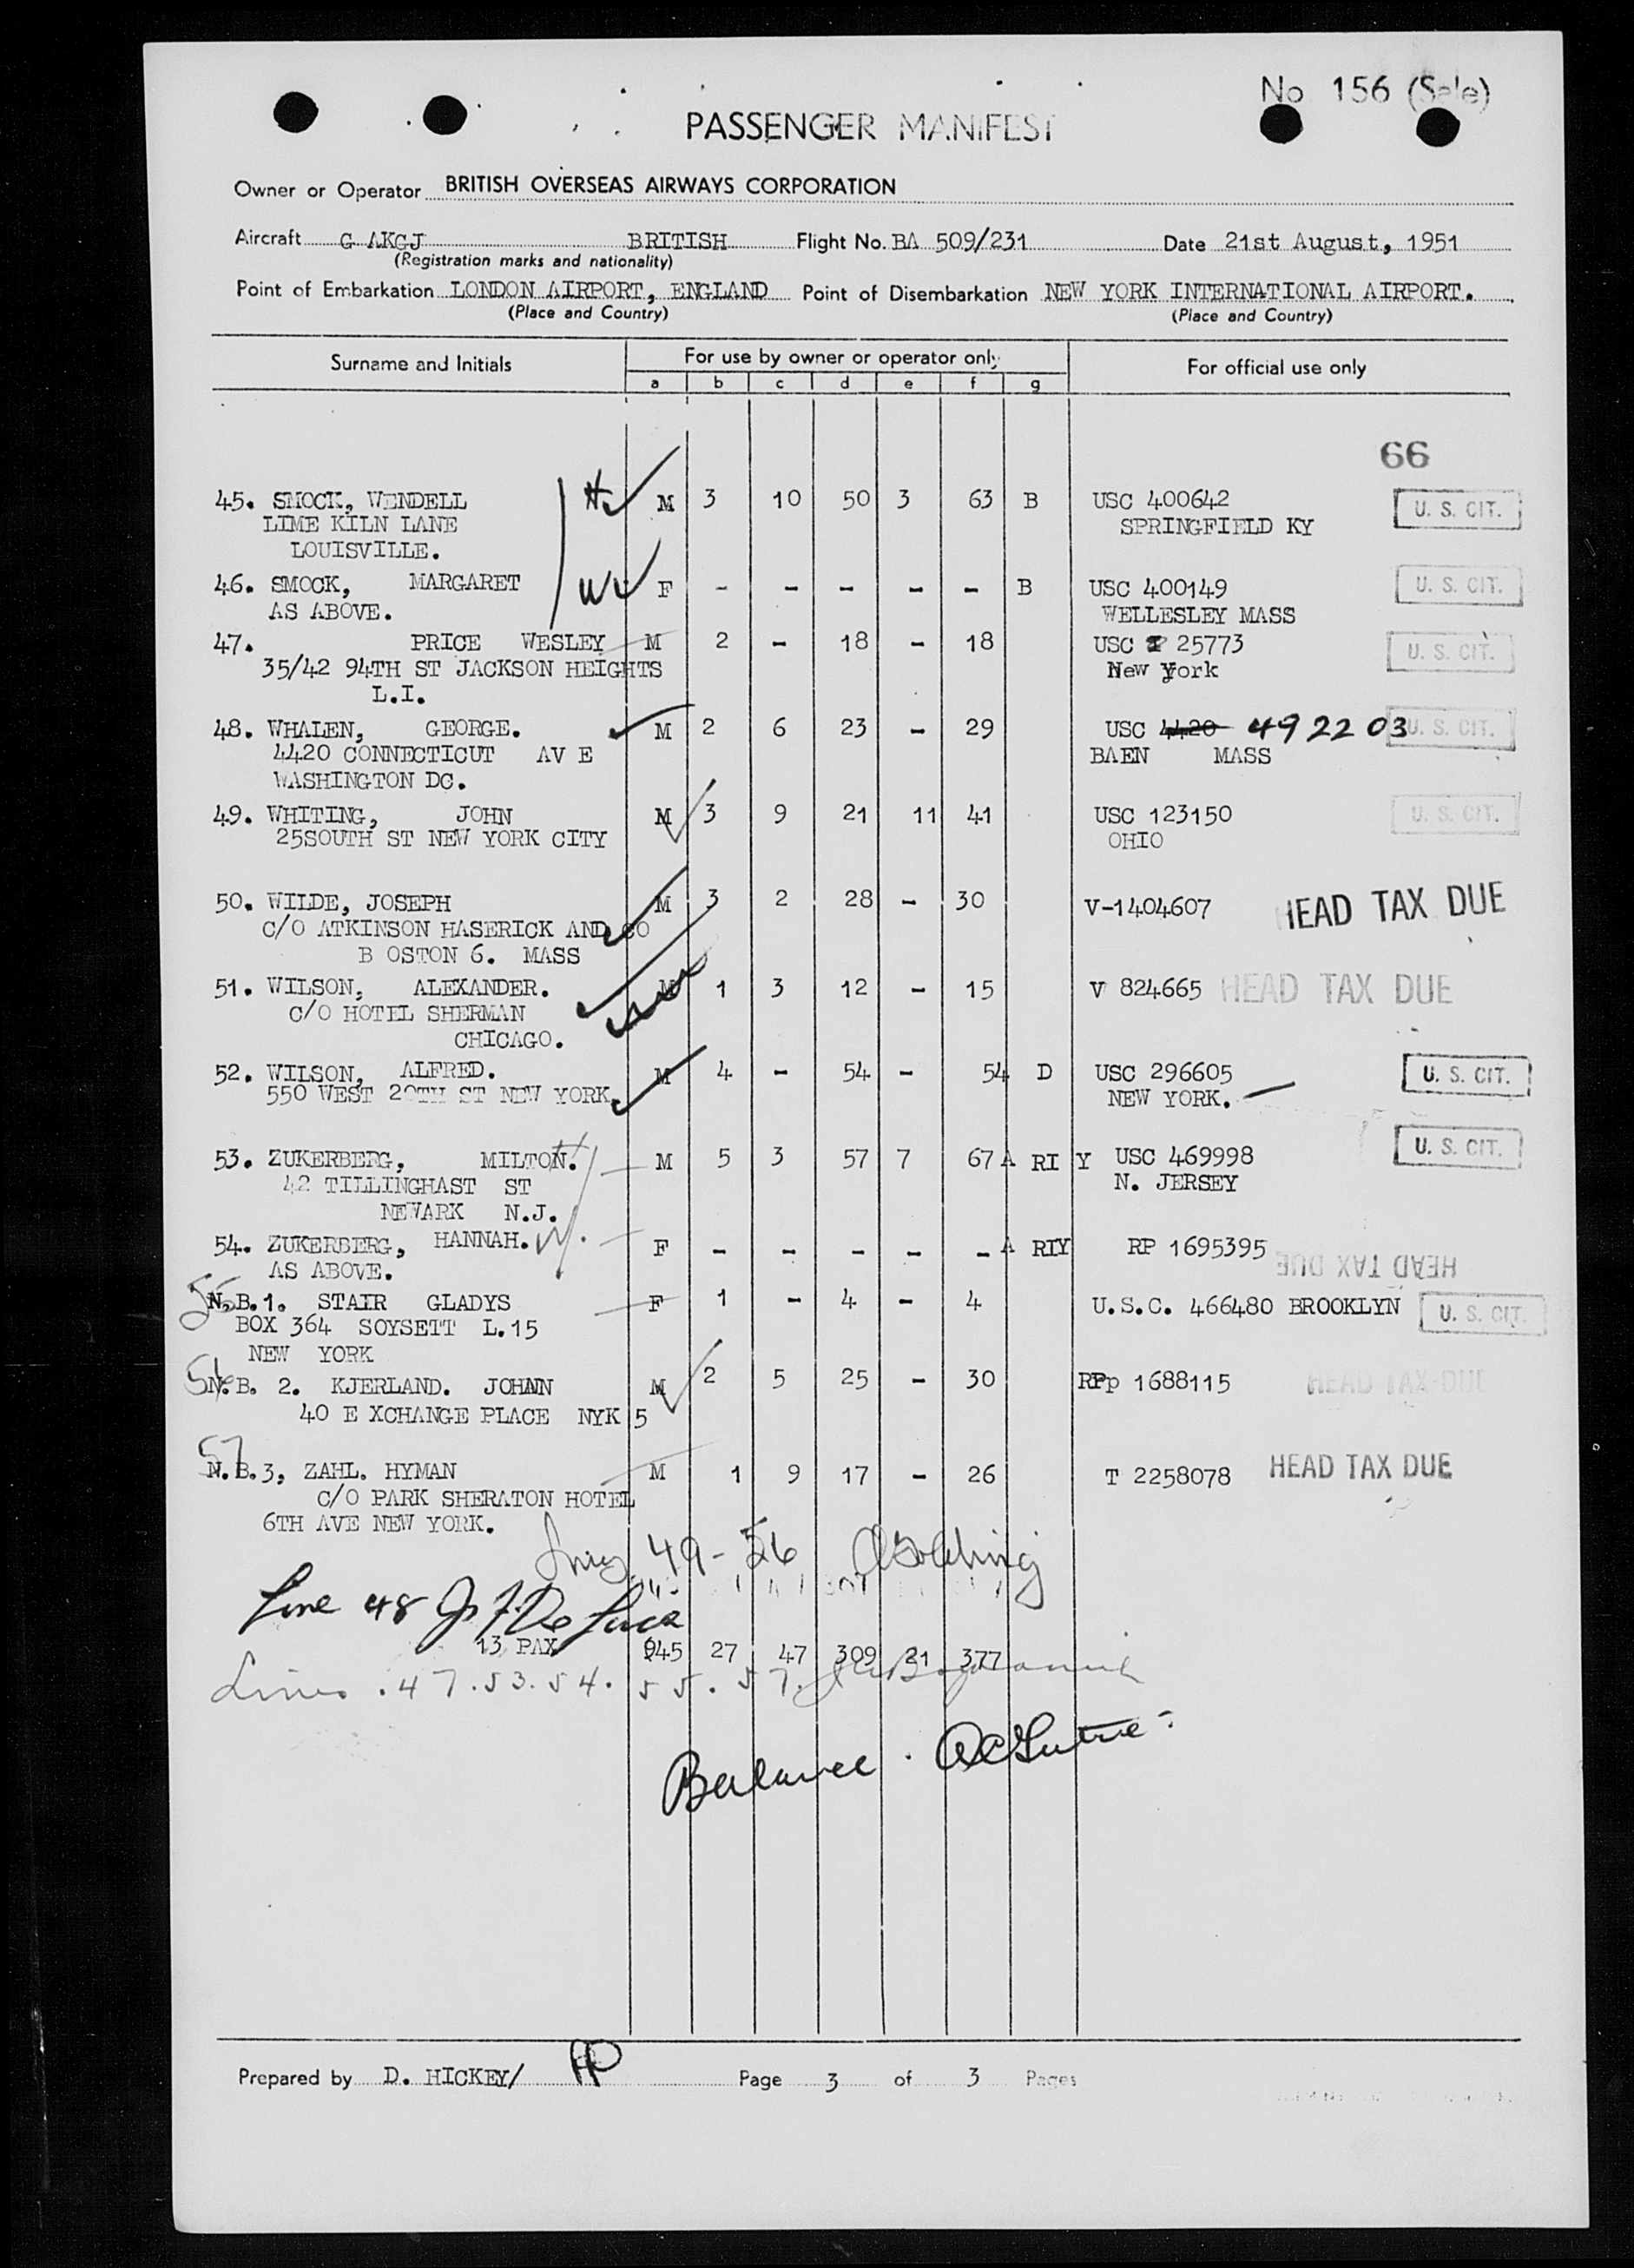 No 156 (Sale)
PASSENGER MANIFEST
Owner or Operator BRITISH OVERSEAS AIRWAYS CORPORATION
Aircraft G AKGJ BRITISH Flight No. BA 509/231 Date 21st August, 1951
(Registration marks and nationality)
Point of Embarkation LONDON AIRPORT, ENGLAND Point of Disembarkation NEW YORK INTERNATIONAL AIRPORT.
(Place and Country) (Place and Country)
Surname and Initials For use by owner or operator only For official use only
a b c d e f g
66
45. SMOCK, WENDELL H M 3 10 50 3 63 B USC 400642 U. S. CIT.
LIME KILN LANE SPRINGFIELD KY
LOUISVILLE.
46. SMOCK, MARGARET W F - - - - - B USC 400149 U. S. CIT.
AS ABOVE. WELLESLEY MASS
47. PRICE WESLEY M 2 - 18 - 18 USC 25773 U. S. CIT.
35/42 94TH ST JACKSON HEIGHTS New York
L.I.
48. WHALEN, GEORGE. M 2 6 23 - 29 USC 4420 492203 U. S. CIT.
4420 CONNECTICUT AV E BAEN MASS
WASHINGTON DC.
49. WHITING, JOHN M 3 9 21 11 41 USC 123150 U. S. CIT.
25SOUTH ST NEW YORK CITY OHIO
50. WILDE, JOSEPH M 3 2 28 - 30 V-1404607 HEAD TAX DUE
C/O ATKINSON HASERICK AND CO
B OSTON 6. MASS
51. WILSON, ALEXANDER. M 1 3 12 - 15 V 824665 HEAD TAX DUE
C/O HOTEL SHERMAN
CHICAGO.
52. WILSON, ALFRED. M 4 - 54 - 54 D USC 296605 U. S. CIT.
550 WEST 20TH ST NEW YORK. NEW YORK.
53. ZUKERBERG, MILTON. H M 5 3 57 7 67 A RI Y USC 469998 U. S. CIT.
42 TILLINGHAST ST N. JERSEY
NEWARK N.J.
54. ZUKERBERG, HANNAH. W. F - - - - - A RIY RP 1695395 HEAD TAX DUE
AS ABOVE.
55 N.B.1. STAIR GLADYS F 1 - 4 - 4 U.S.C. 466480 BROOKLYN U. S. CIT.
BOX 364 SOYSETT L.15
NEW YORK
56 N.B. 2. KJERLAND. JOHAN M 2 5 25 - 30 RPp 1688115 HEAD TAX DUE
40 E XCHANGE PLACE NYK 5
57 N.B.3, ZAHL. HYMAN M 1 9 17 - 26 T 2258078 HEAD TAX DUE
C/O PARK SHERATON HOTEL
6TH AVE NEW YORK.
49-56
Line 48
13 PAX 945 27 47 309 21 377
Lines . 47. 53. 54. 55. 57.
Balance .
Prepared by D. HICKEY/ Page 3 of 3 Pages